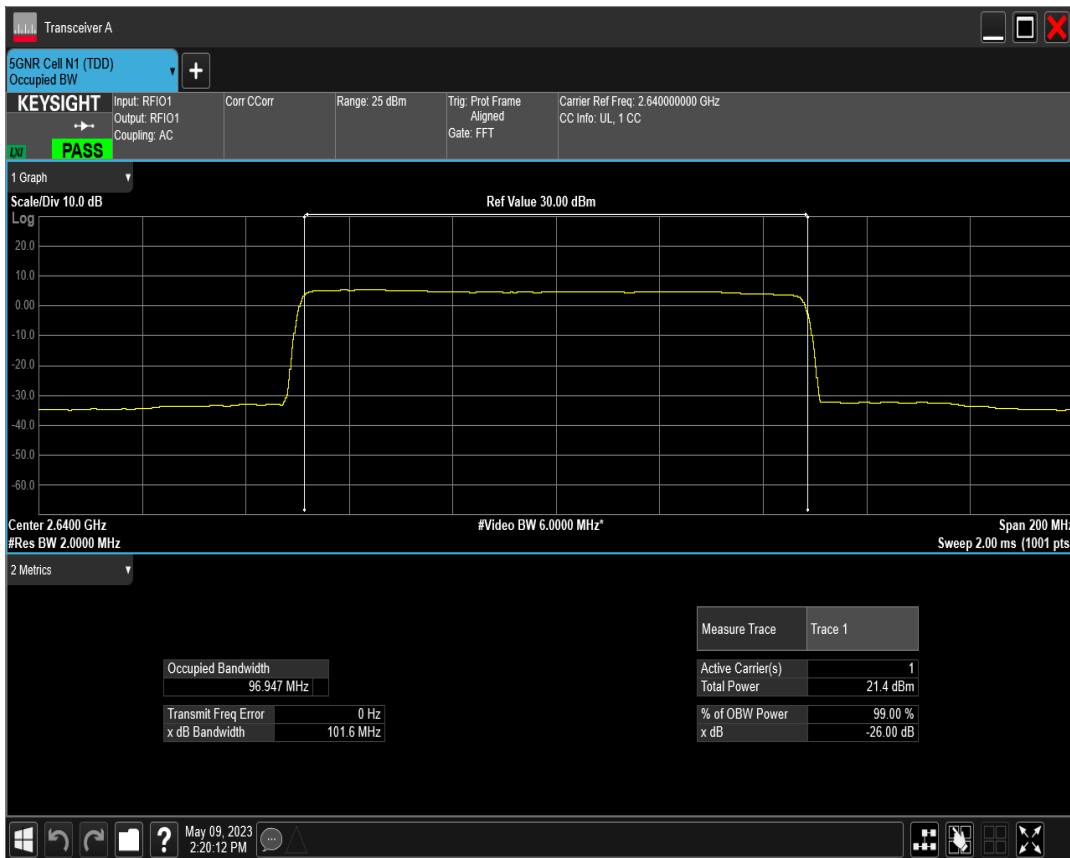 Transceiver A
5GNR Cell N1 (TDD)
Occupied BW
+
KEYSIGHT
LXI
PASS
Input: RFIO1
Output: RFIO1
Coupling: AC
Corr CCorr
Range: 25 dBm
Trig: Prot Frame
Aligned
Gate: FFT
Carrier Ref Freq: 2.640000000 GHz
CC Info: UL, 1 CC
1 Graph
Scale/Div 10.0 dB
Ref Value 30.00 dBm
Log
20.0
10.0
0.00
-10.0
-20.0
-30.0
-40.0
-50.0
-60.0
Center 2.6400 GHz
#Video BW 6.0000 MHz*
Span 200 MHz
#Res BW 2.0000 MHz
Sweep 2.00 ms (1001 pts
2 Metrics
Measure Trace Trace 1
Occupied Bandwidth
96.947 MHz
Active Carrier(s) 1
Total Power 21.4 dBm
Transmit Freq Error 0 Hz
x dB Bandwidth 101.6 MHz
% of OBW Power 99.00 %
x dB -26.00 dB
?
May 09, 2023
2:20:12 PM